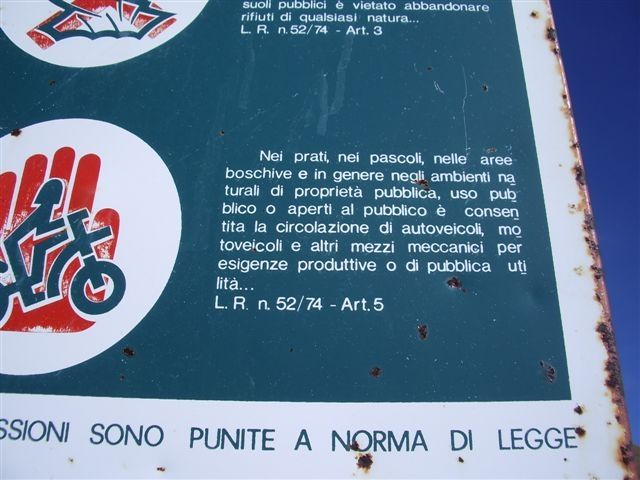 suoli pubblici è vietato abbandonare
rifiuti di qualsiasi natura...
L. R. n.52/74 - Art. 3
Nei prati, nei pascoli, nelle aree
boschive e in genere negli ambienti na
turali di proprietà pubblica, uso pub
blico o aperti al pubblico è consen
tita la circolazione di autoveicoli, mo
toveicoli e altri mezzi meccanici per
esigenze produttive o di pubblica uti
lità...
L. R. n. 52/74 - Art. 5
SSIONI SONO PUNITE A NORMA DI LEGGE